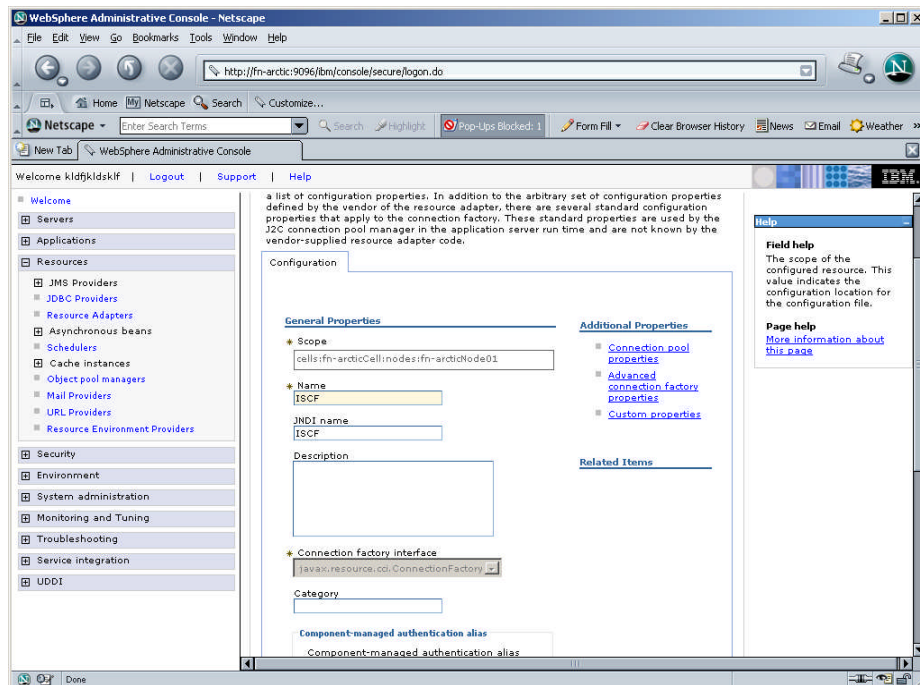 WebSphere Administrative Console - Netscape
File Edit View Go Bookmarks Tools Window Help
http://fn-arctic:9096/ibm/console/secure/logon.do
Home My Netscape Search Customize...
Netscape Enter Search Terms Search Highlight Pop-Ups Blocked: 1 Form Fill Clear Browser History News Email Weather »
New Tab WebSphere Administrative Console
Welcome kldfjkldsklf | Logout | Support | Help IBM.
Welcome
Servers
Applications
Resources
JMS Providers
JDBC Providers
Resource Adapters
Asynchronous beans
Schedulers
Cache instances
Object pool managers
Mail Providers
URL Providers
Resource Environment Providers
Security
Environment
System administration
Monitoring and Tuning
Troubleshooting
Service integration
UDDI
a list of configuration properties. In addition to the arbitrary set of configuration properties
defined by the vendor of the resource adapter, there are several standard configuration
properties that apply to the connection factory. These standard properties are used by the
J2C connection pool manager in the application server run time and are not known by the
vendor-supplied resource adapter code.
Configuration
General Properties
Scope
cells:fn-arcticCell:nodes:fn-arcticNode01
Name
ISCF
JNDI name
ISCF
Description
Connection factory interface
javax.resource.cci.ConnectionFactory
Category
Component-managed authentication alias
Component-managed authentication alias
Additional Properties
Connection pool
properties
Advanced
connection factory
properties
Custom properties
Related Items
Help
Field help
The scope of the
configured resource. This
value indicates the
configuration location for
the configuration file.
Page help
More information about
this page
Done